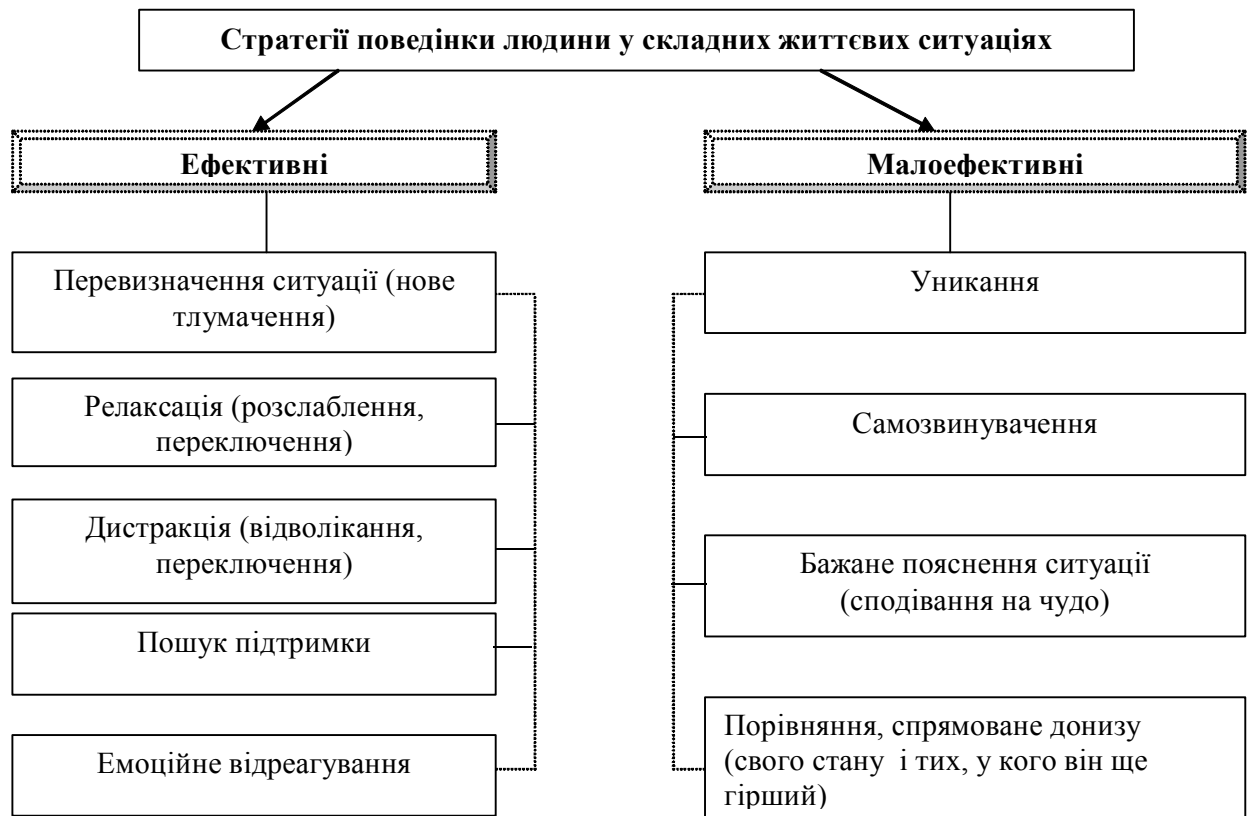 Стратегії поведінки людини у складних життєвих ситуаціях
Ефективні
Перевизначення ситуації (нове
тлумачення)
Релаксація (розслаблення,
переключення)
Дистракція (відволікання,
переключення)
Пошук підтримки
Емоційне відреагування
Малоефективні
Уникання
Самозвинувачення
Бажане пояснення ситуації
(сподівання на чудо)
Порівняння, спрямоване донизу
(свого стану і тих, у кого він ще
гірший)